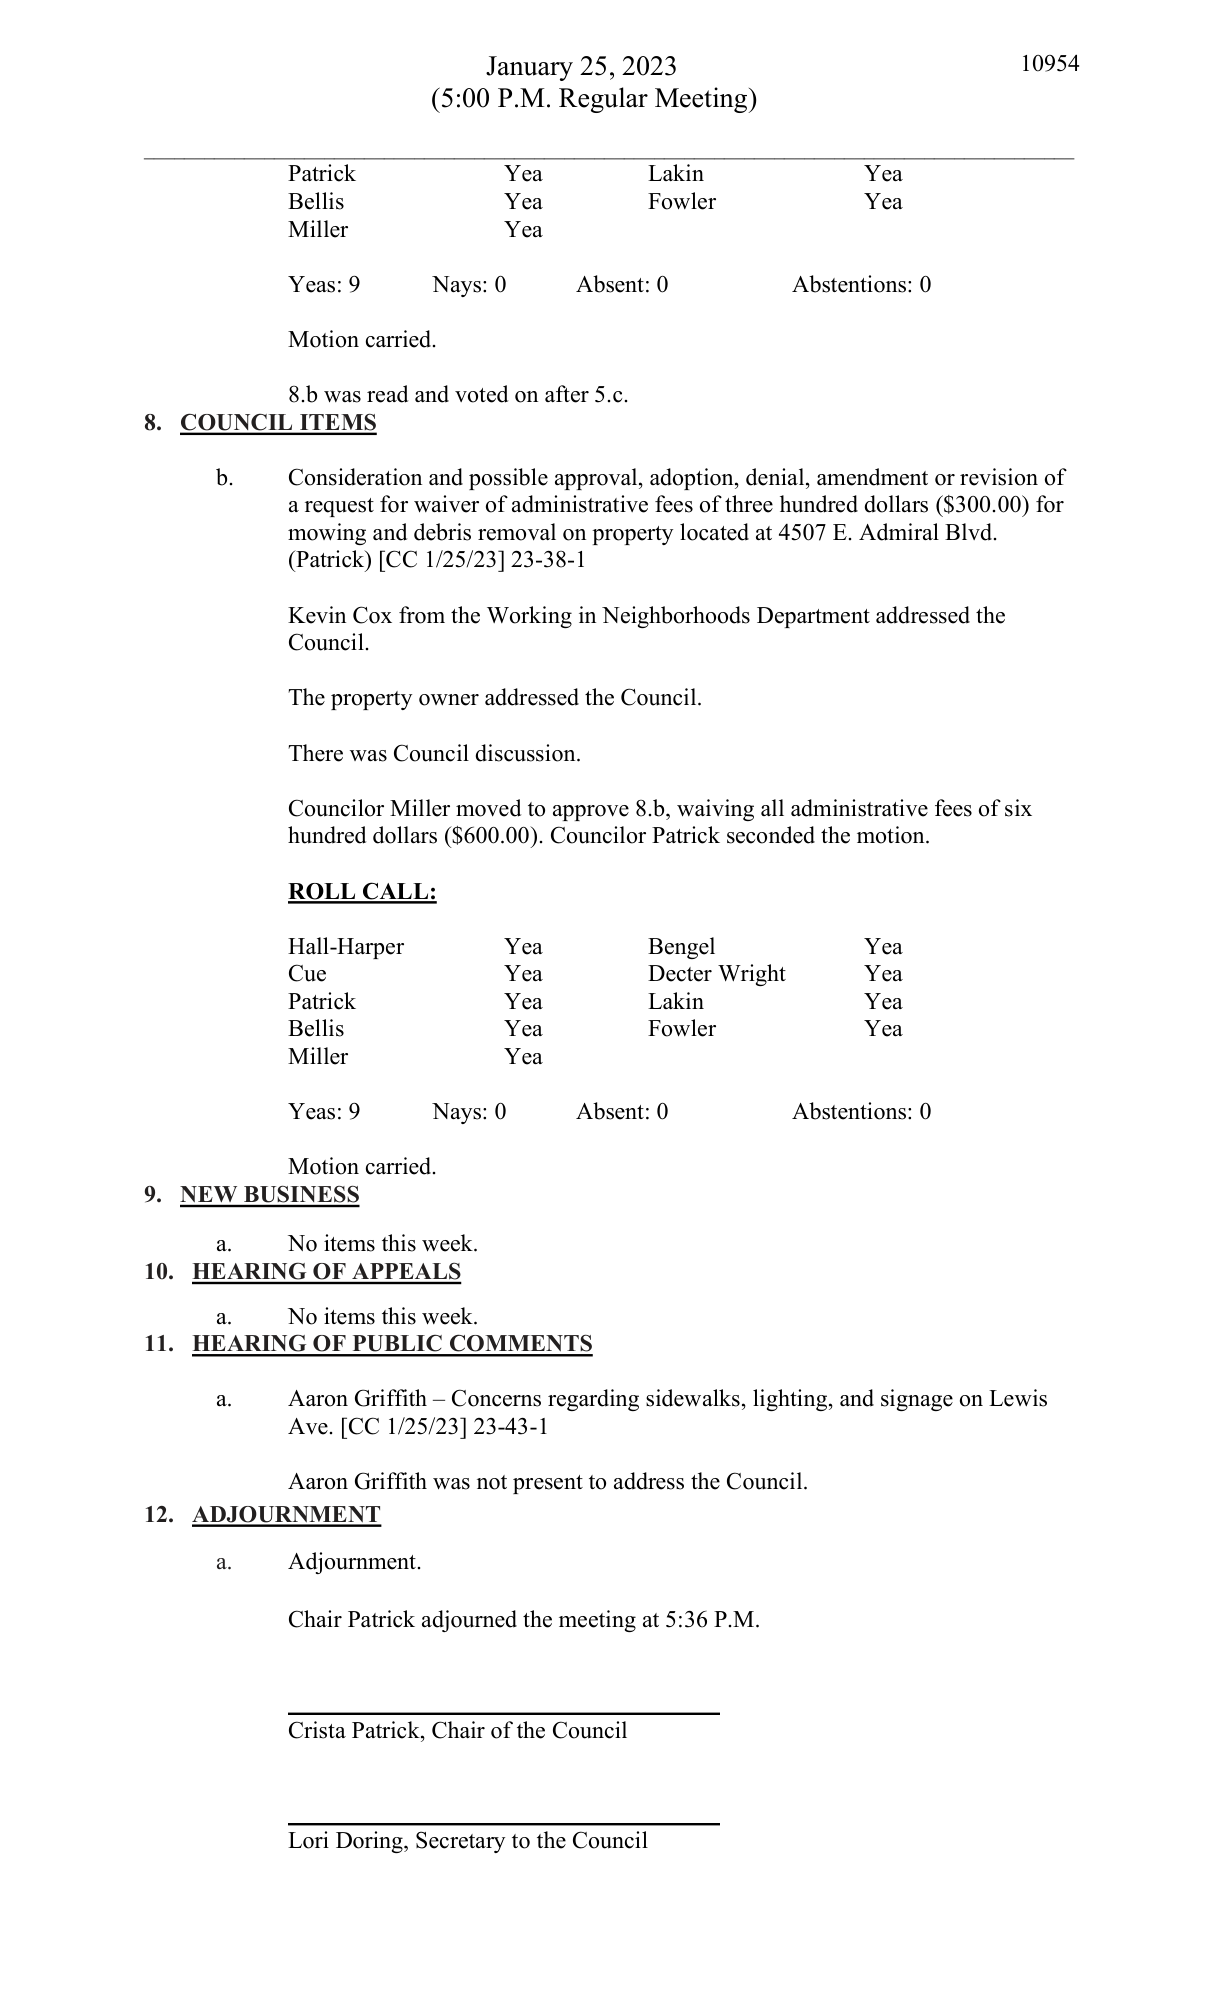 January 25, 2023 10954
(5:00 P.M. Regular Meeting)
Patrick Yea Lakin Yea
Bellis Yea Fowler Yea
Miller Yea
Yeas: 9 Nays: 0 Absent: 0 Abstentions: 0
Motion carried.
8.b was read and voted on after 5.c.
8. COUNCIL ITEMS
b. Consideration and possible approval, adoption, denial, amendment or revision of
a request for waiver of administrative fees of three hundred dollars ($300.00) for
mowing and debris removal on property located at 4507 E. Admiral Blvd.
(Patrick) [CC 1/25/23] 23-38-1
Kevin Cox from the Working in Neighborhoods Department addressed the
Council.
The property owner addressed the Council.
There was Council discussion.
Councilor Miller moved to approve 8.b, waiving all administrative fees of six
hundred dollars ($600.00). Councilor Patrick seconded the motion.
ROLL CALL:
Hall-Harper Yea Bengel Yea
Cue Yea Decter Wright Yea
Patrick Yea Lakin Yea
Bellis Yea Fowler Yea
Miller Yea
Yeas: 9 Nays: 0 Absent: 0 Abstentions: 0
Motion carried.
9. NEW BUSINESS
a. No items this week.
10. HEARING OF APPEALS
a. No items this week.
11. HEARING OF PUBLIC COMMENTS
a. Aaron Griffith – Concerns regarding sidewalks, lighting, and signage on Lewis
Ave. [CC 1/25/23] 23-43-1
Aaron Griffith was not present to address the Council.
12. ADJOURNMENT
a. Adjournment.
Chair Patrick adjourned the meeting at 5:36 P.M.
Crista Patrick, Chair of the Council
Lori Doring, Secretary to the Council